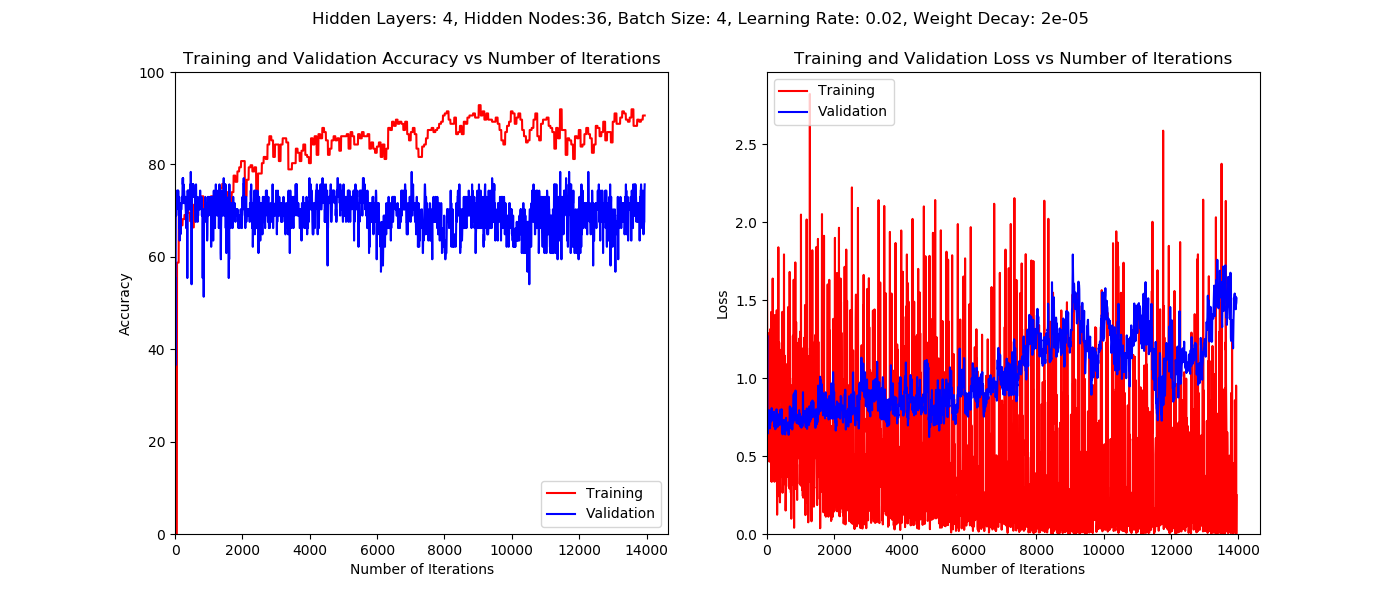 Hidden Layers: 4, Hidden Nodes:36, Batch Size: 4, Learning Rate: 0.02, Weight Decay: 2e-05
Training and Validation Accuracy vs Number of Iterations
100
80
60
40
20
0
Accuracy
0 2000 4000 6000 8000 10000 12000 14000
Number of Iterations
Training
Validation
Training and Validation Loss vs Number of Iterations
Training
Validation
2.5
2.0
1.5
1.0
0.5
0.0
Loss
0 2000 4000 6000 8000 10000 12000 14000
Number of Iterations